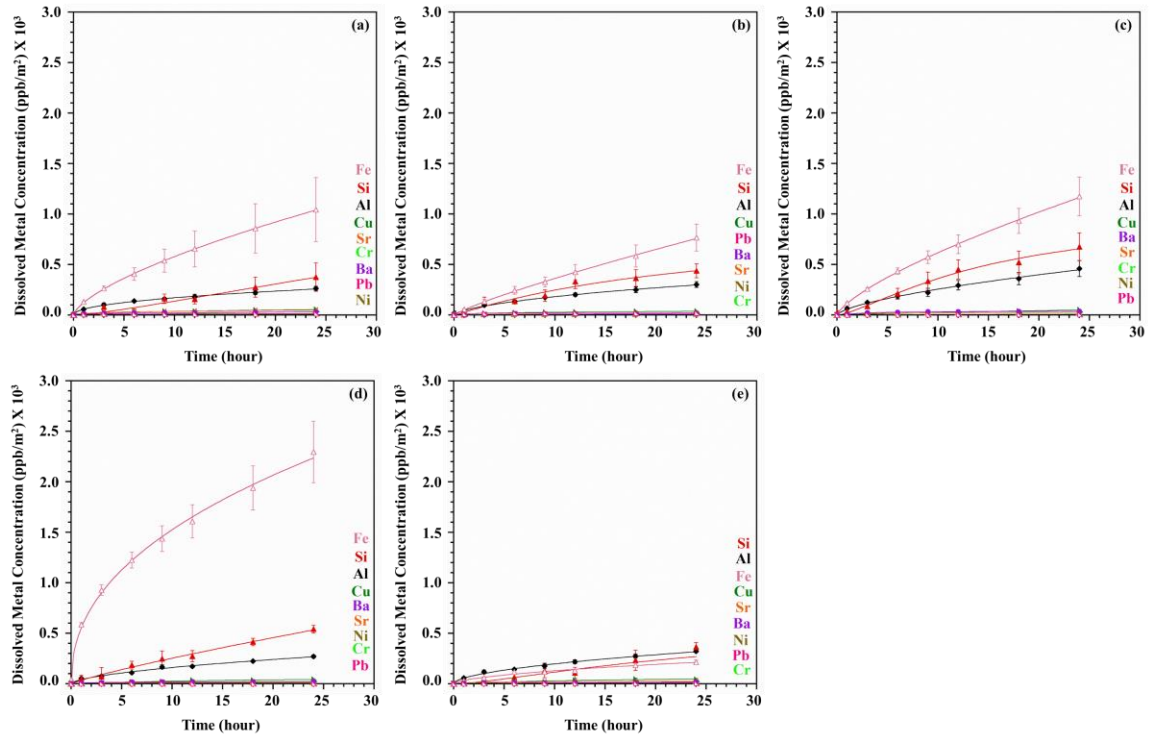 Dissolved Metal Concentration (ppb/m²) X 10³
3.0
2.5
2.0
1.5
1.0
0.5
0.0
(a)
Fe
Si
Al
Cu
Sr
Cr
Ba
Pb
Ni
0 5 10 15 20 25 30
Time (hour)
Dissolved Metal Concentration (ppb/m²) X 10³
3.0
2.5
2.0
1.5
1.0
0.5
0.0
(b)
Fe
Si
Al
Cu
Pb
Ba
Sr
Ni
Cr
0 5 10 15 20 25 30
Time (hour)
Dissolved Metal Concentration (ppb/m²) X 10³
3.0
2.5
2.0
1.5
1.0
0.5
0.0
(c)
Fe
Si
Al
Cu
Ba
Sr
Cr
Ni
Pb
0 5 10 15 20 25 30
Time (hour)
Dissolved Metal Concentration (ppb/m²) X 10³
3.0
2.5
2.0
1.5
1.0
0.5
0.0
(d)
Fe
Si
Al
Cu
Ba
Sr
Ni
Cr
Pb
0 5 10 15 20 25 30
Time (hour)
Dissolved Metal Concentration (ppb/m²) X 10³
3.0
2.5
2.0
1.5
1.0
0.5
0.0
(e)
Si
Al
Fe
Cu
Sr
Ba
Ni
Pb
Cr
0 5 10 15 20 25 30
Time (hour)